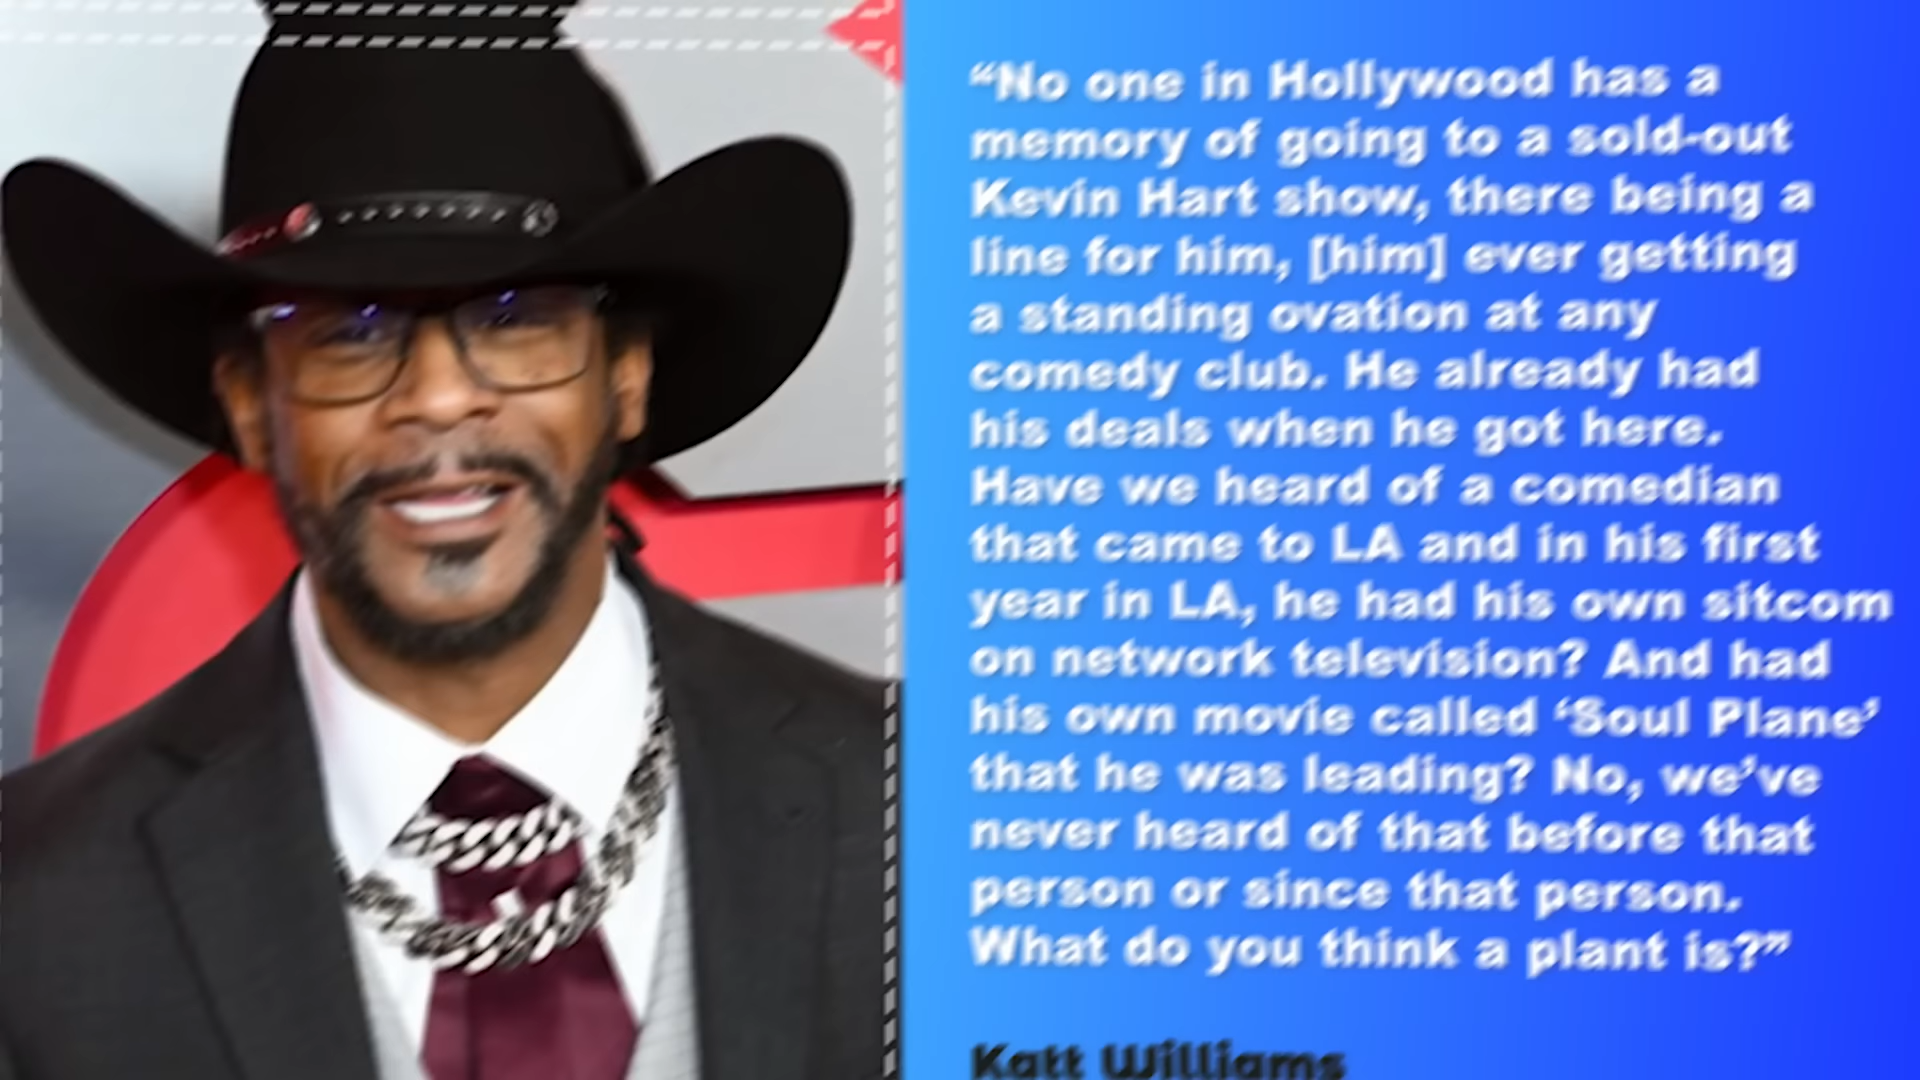 “No one in Hollywood has a
memory of going to a sold-out
Kevin Hart show, there being a
line for him, [him] ever getting
a standing ovation at any
comedy club. He already had
his deals when he got here.
Have we heard of a comedian
that came to LA and in his first
year in LA, he had his own sitcom
on network television? And had
his own movie called ‘Soul Plane’
that he was leading? No, we’ve
never heard of that before that
person or since that person.
What do you think a plant is?”
Katt Williams